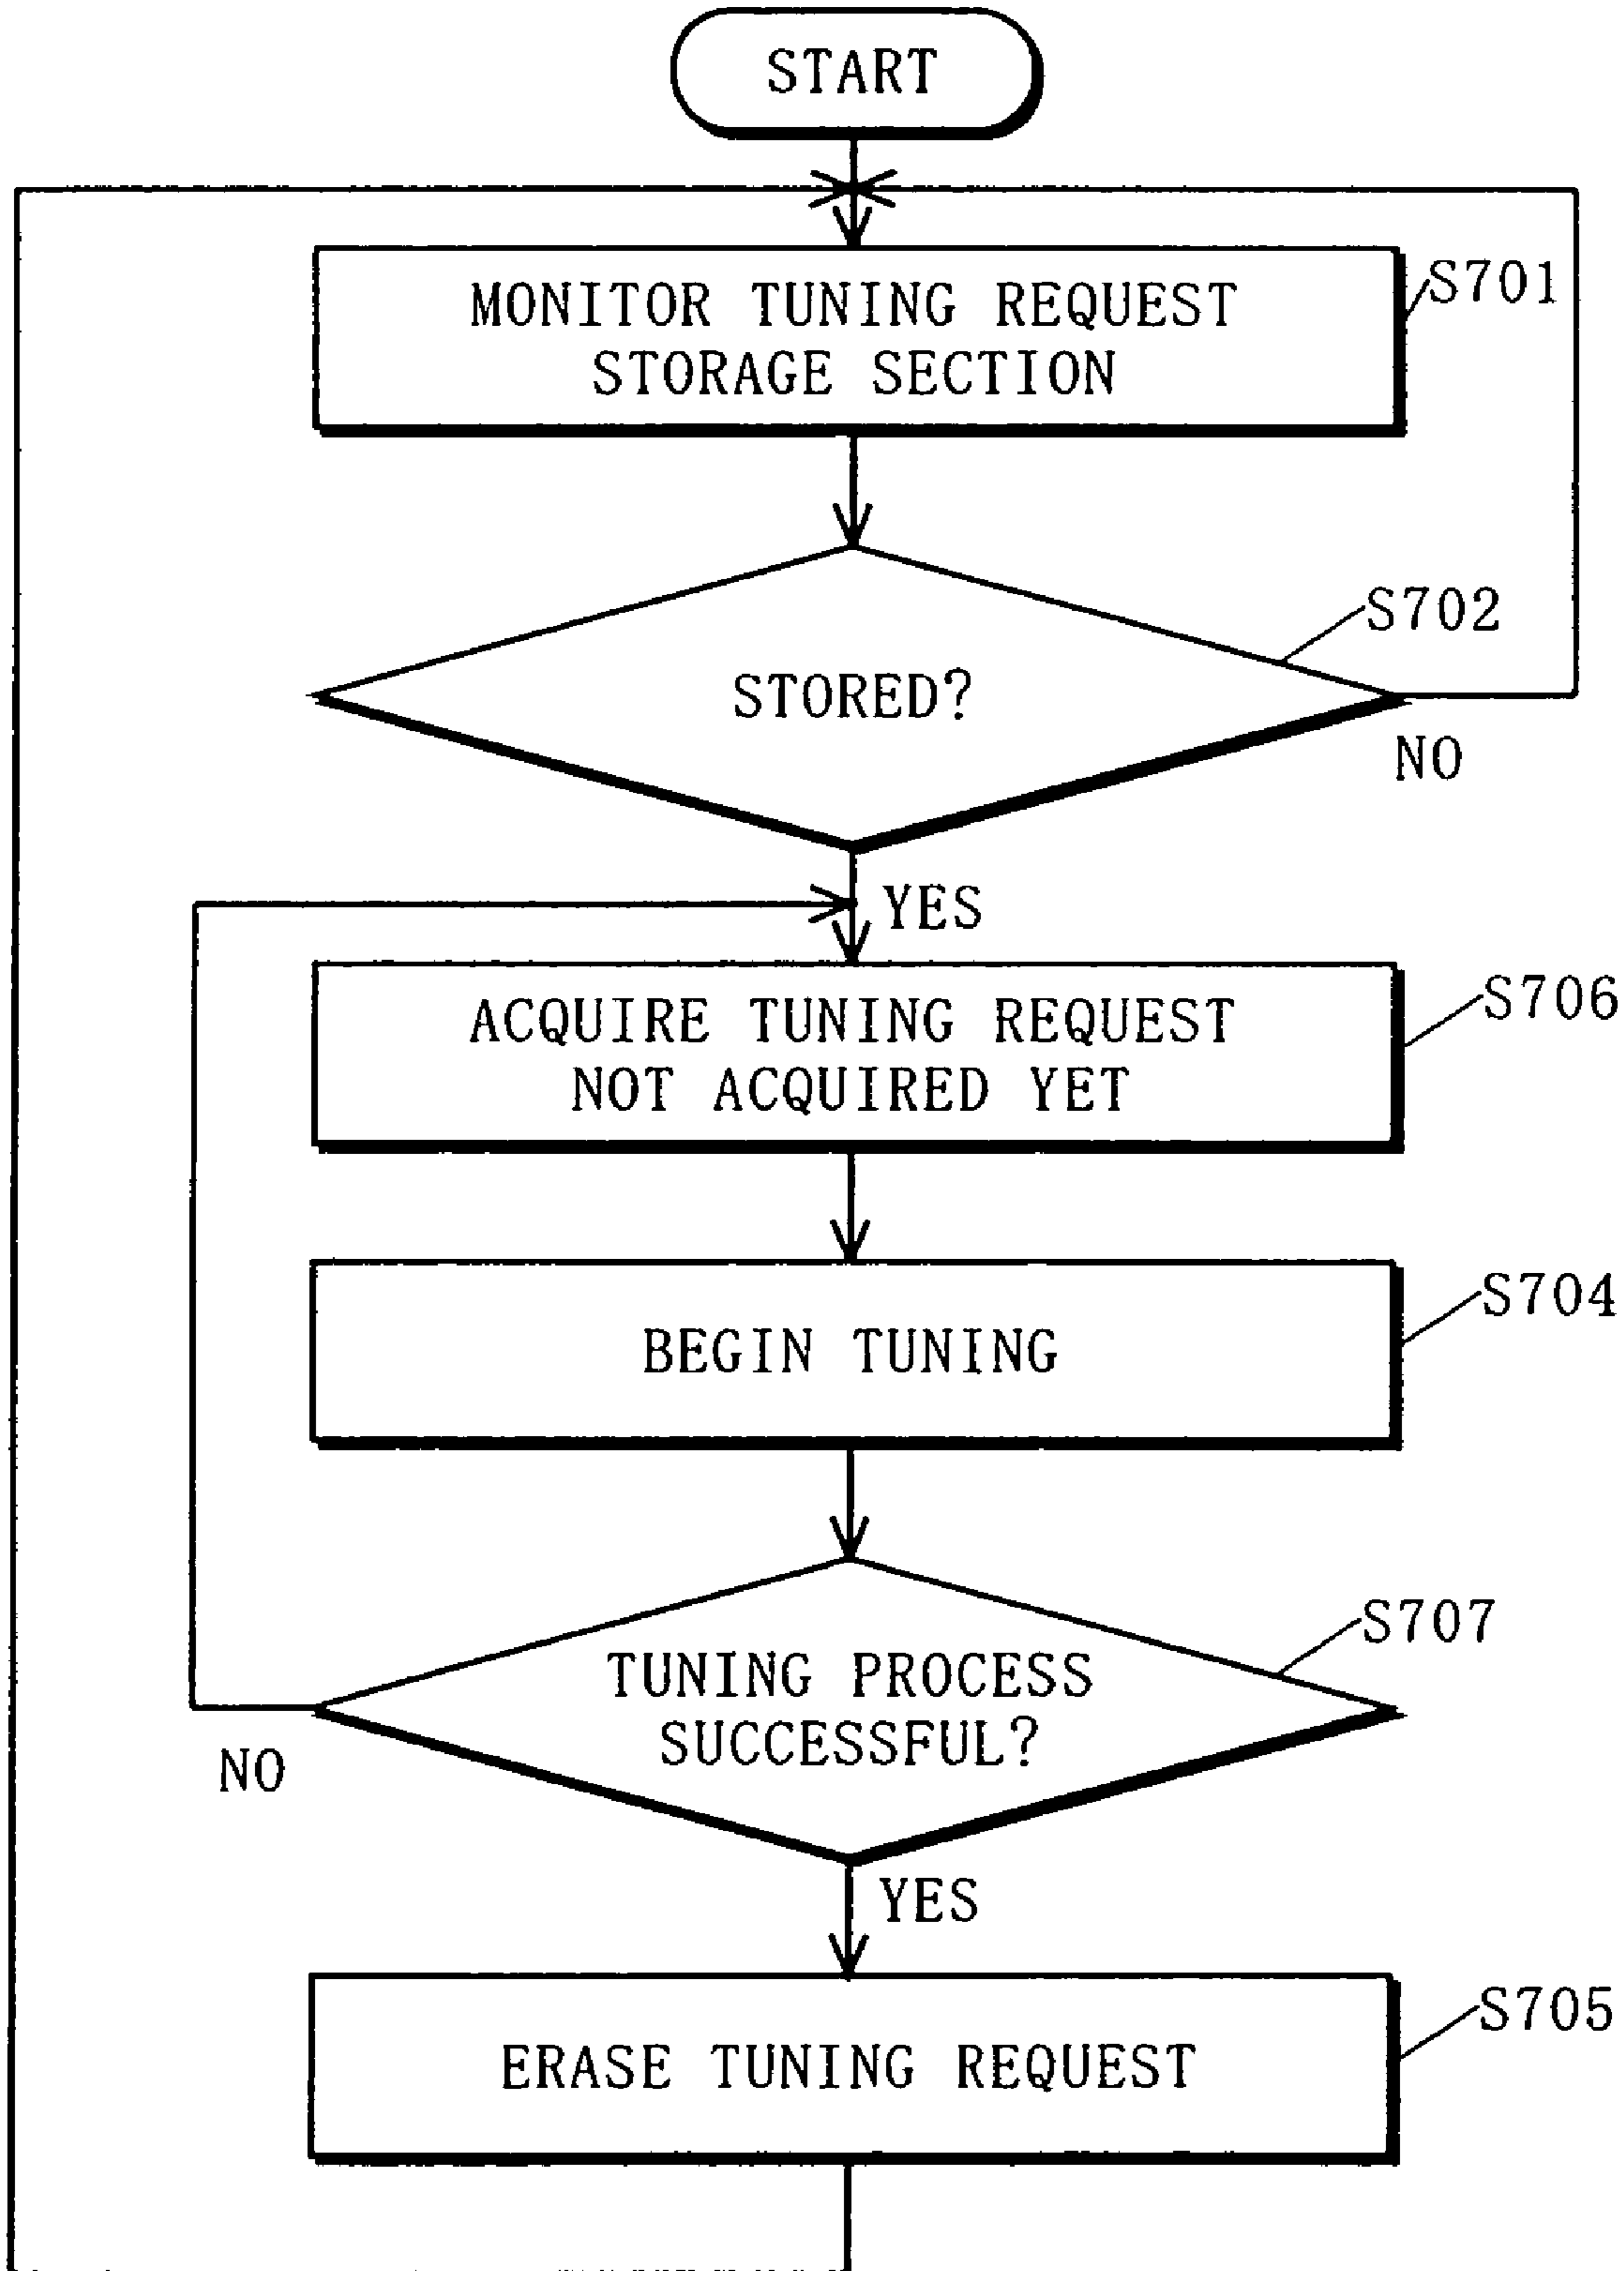 START
MONITOR TUNING REQUEST
STORAGE SECTION
S701
STORED?
S702
NO
YES
ACQUIRE TUNING REQUEST
NOT ACQUIRED YET
S706
BEGIN TUNING
S704
TUNING PROCESS
SUCCESSFUL?
S707
NO
YES
ERASE TUNING REQUEST
S705